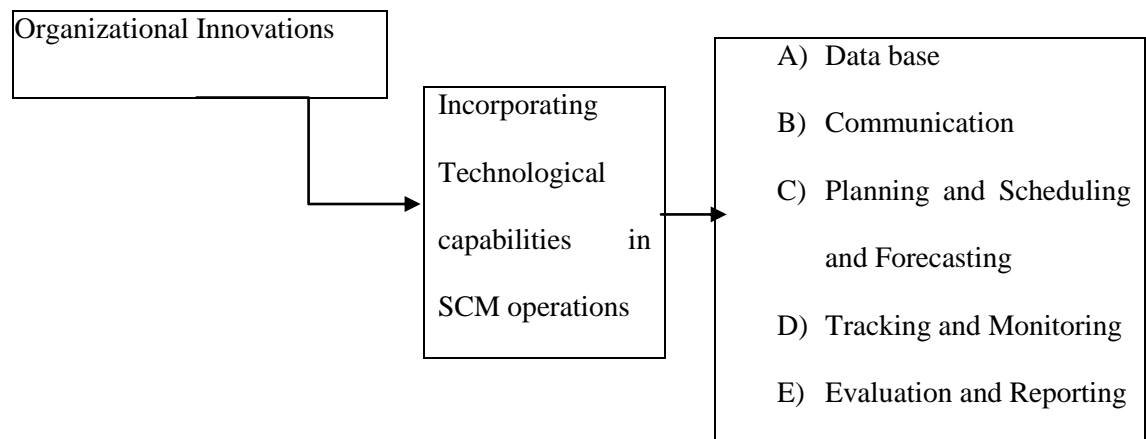 Organizational Innovations
Incorporating
Technological
capabilities in
SCM operations
A) Data base
B) Communication
C) Planning and Scheduling
and Forecasting
D) Tracking and Monitoring
E) Evaluation and Reporting